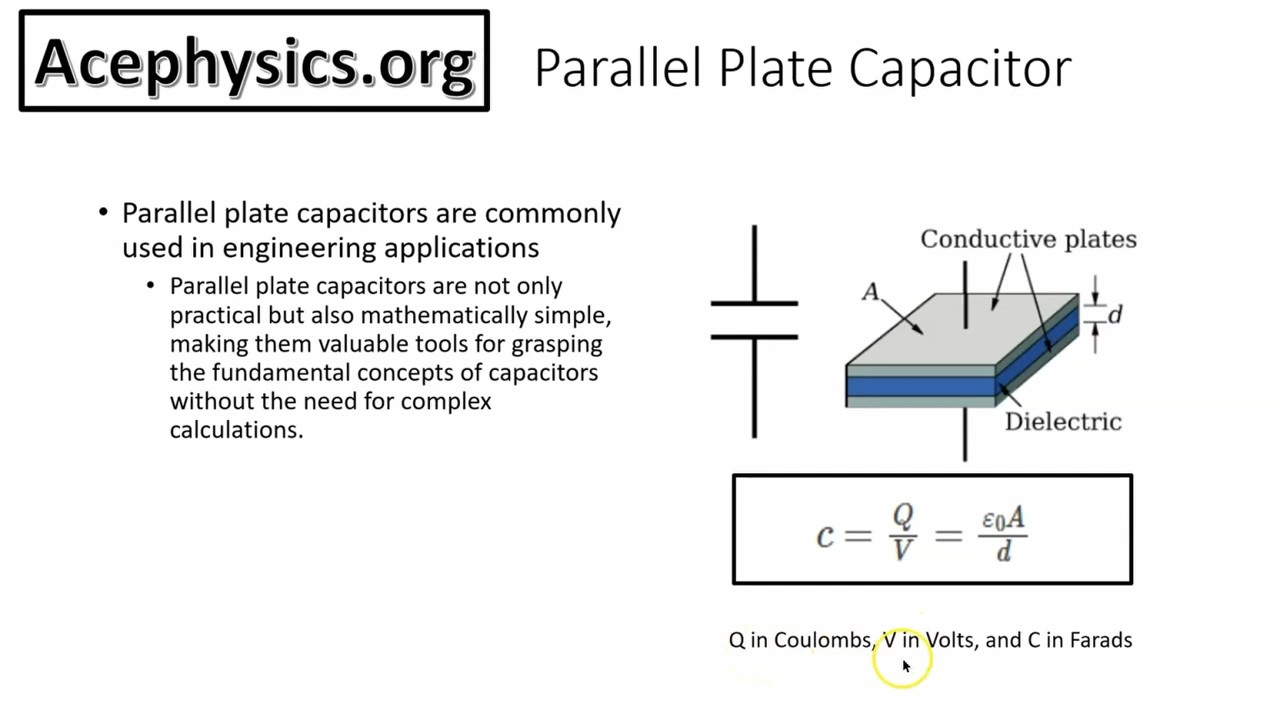 Acephysics.org
Parallel Plate Capacitor
• Parallel plate capacitors are commonly
used in engineering applications
• Parallel plate capacitors are not only
practical but also mathematically simple,
making them valuable tools for grasping
the fundamental concepts of capacitors
without the need for complex
calculations.
Conductive plates
A
d
Dielectric
c = Q/V = ε₀A/d
Q in Coulombs, V in Volts, and C in Farads